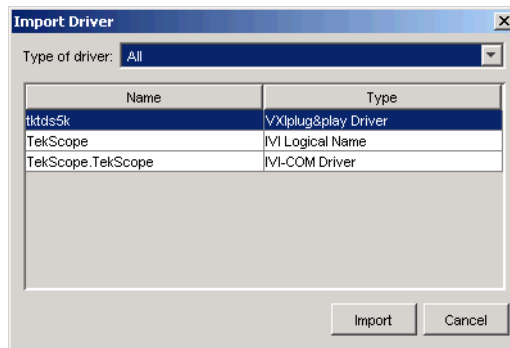 Import Driver
Type of driver: All
Name Type
tktds5k VXIplug&play Driver
TekScope IVI Logical Name
TekScope.TekScope IVI-COM Driver
Import Cancel